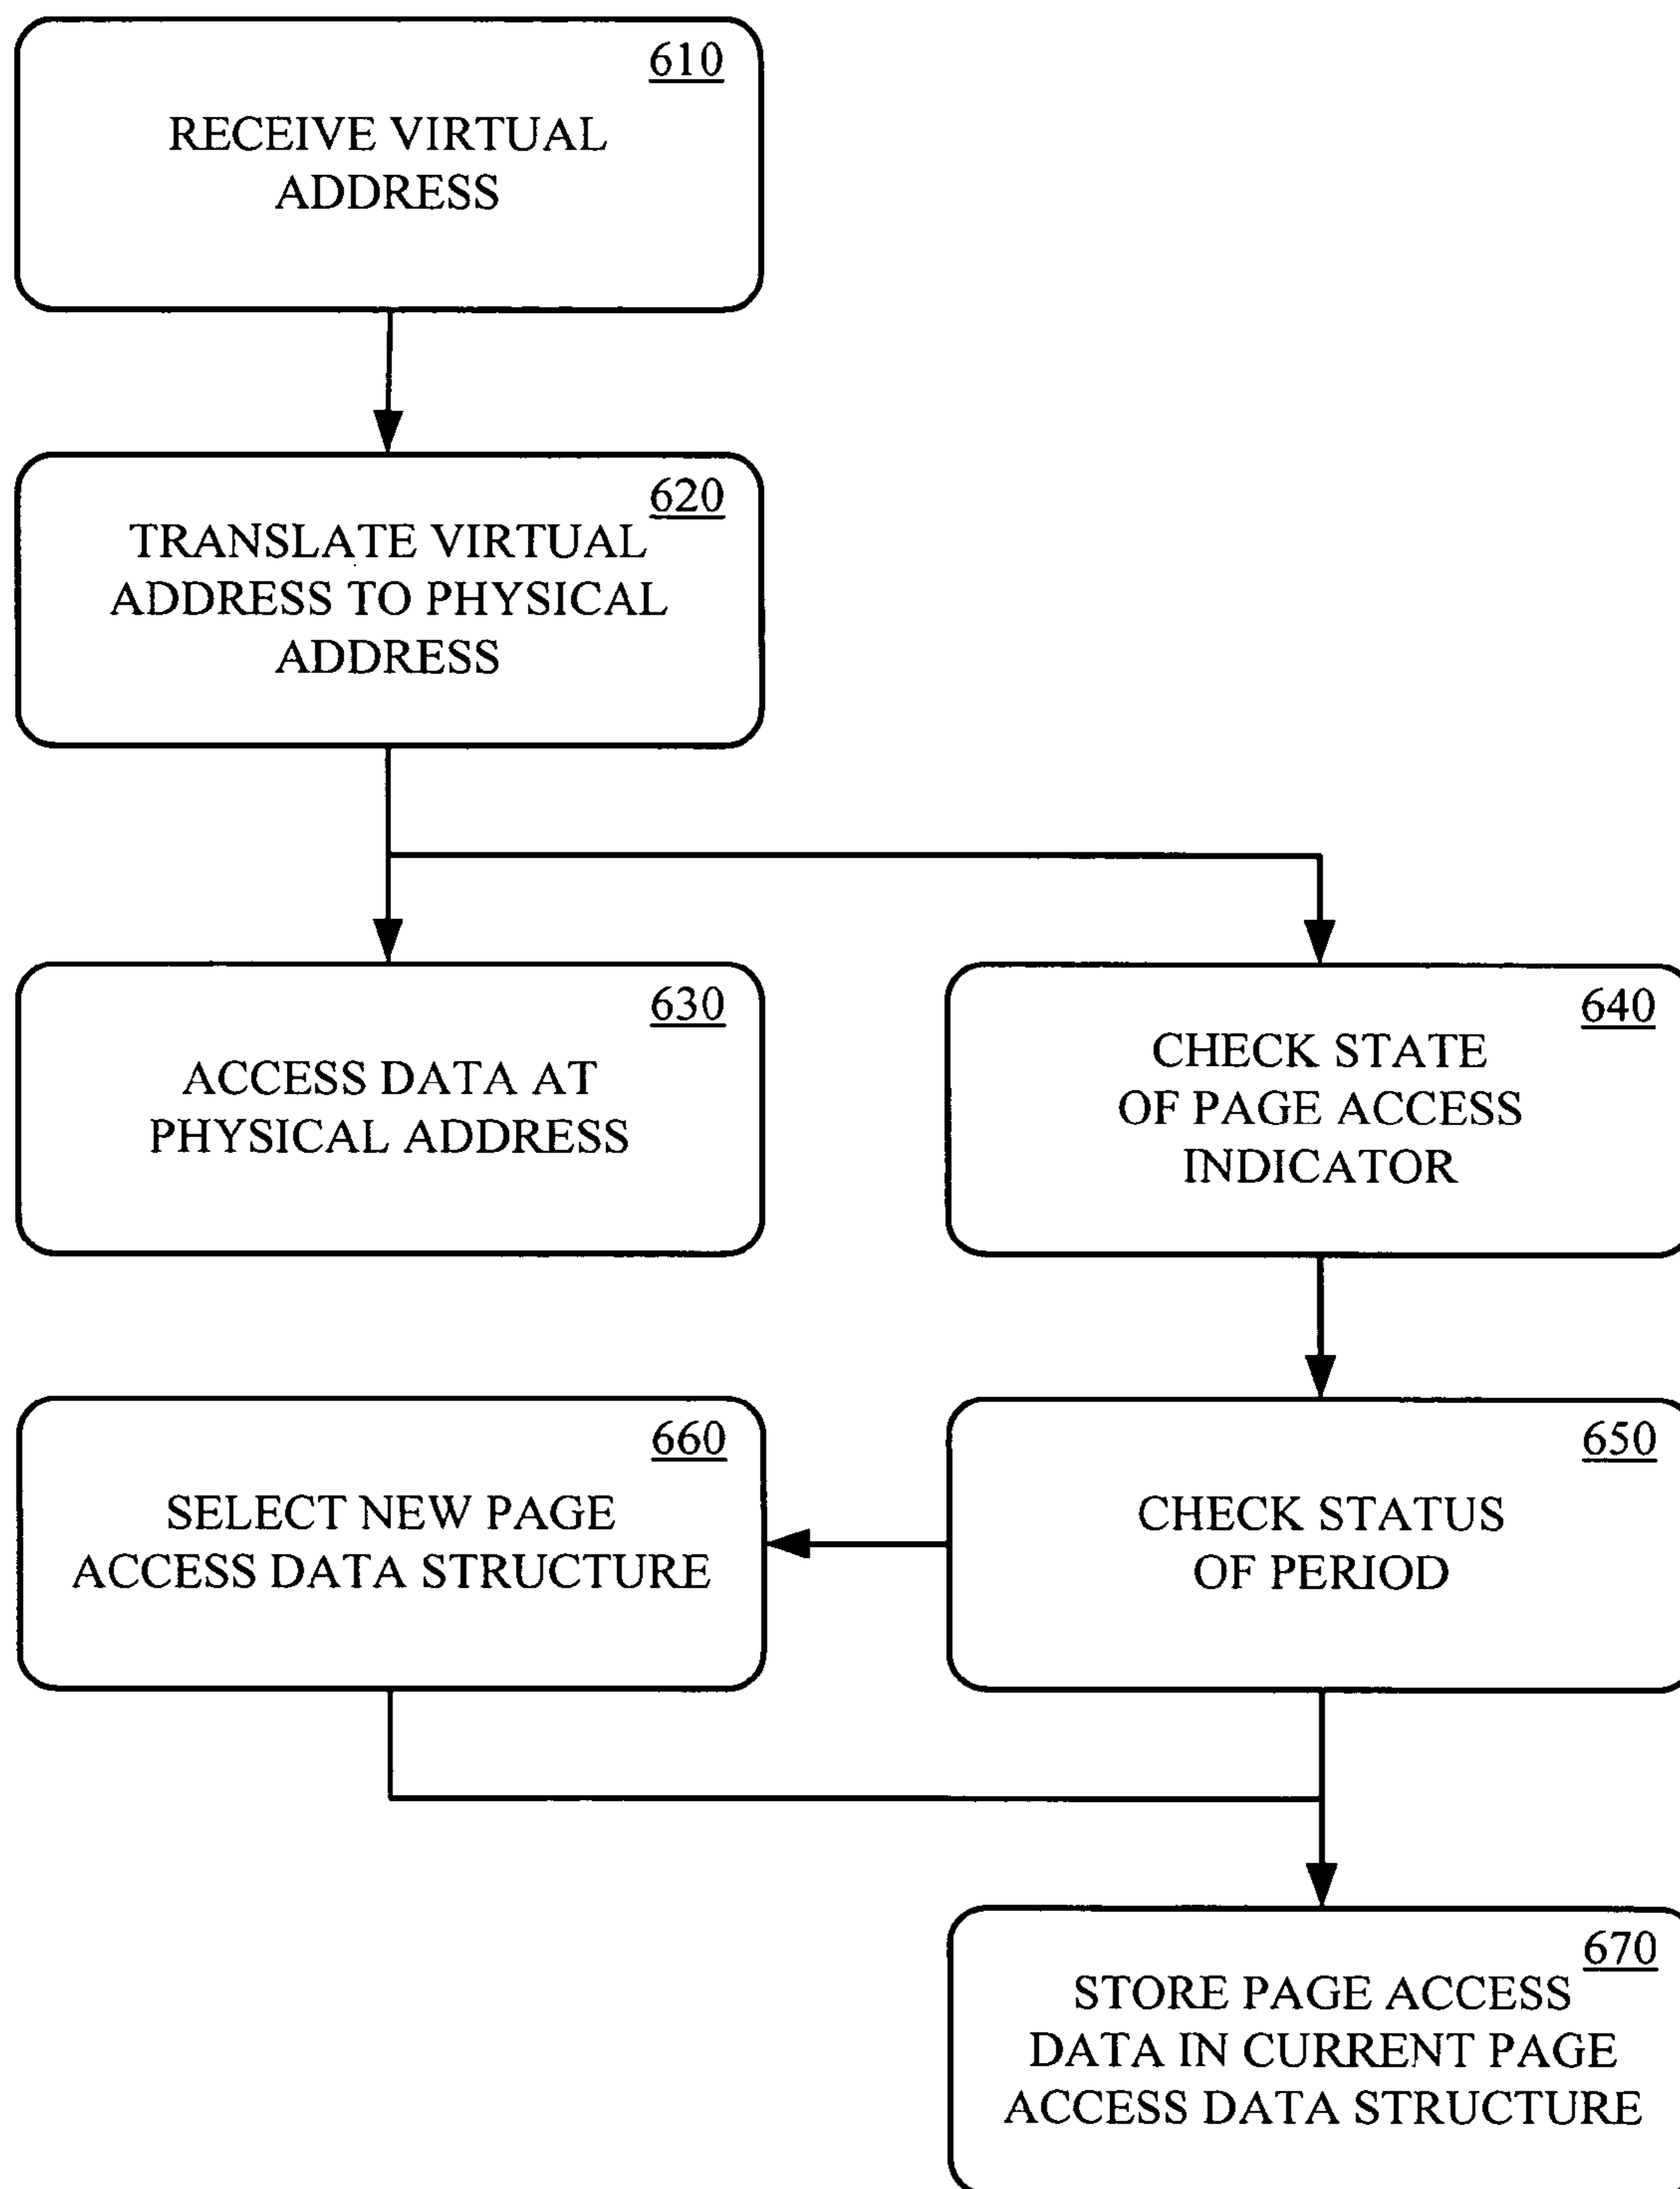 610
RECEIVE VIRTUAL
ADDRESS
620
TRANSLATE VIRTUAL
ADDRESS TO PHYSICAL
ADDRESS
630
ACCESS DATA AT
PHYSICAL ADDRESS
640
CHECK STATE
OF PAGE ACCESS
INDICATOR
660
SELECT NEW PAGE
ACCESS DATA STRUCTURE
650
CHECK STATUS
OF PERIOD
670
STORE PAGE ACCESS
DATA IN CURRENT PAGE
ACCESS DATA STRUCTURE